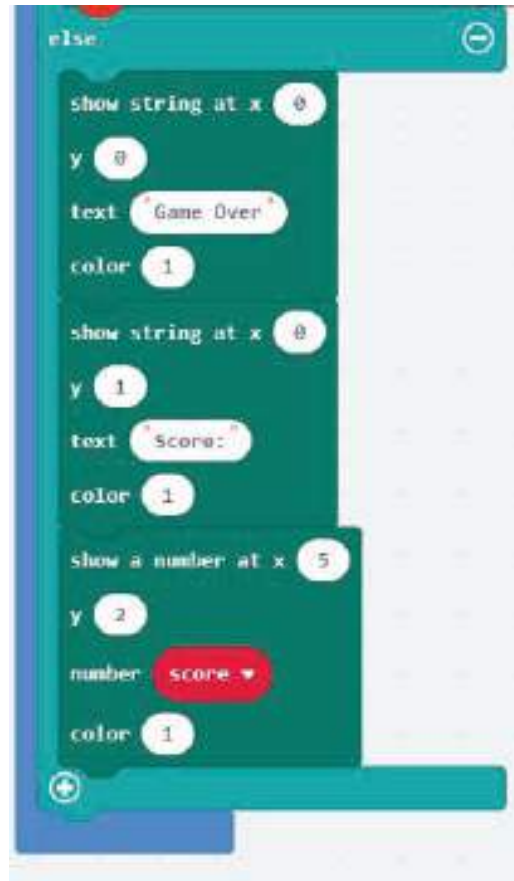 else
show string at x 0
y 0
text "Game Over"
color 1
show string at x 0
y 1
text "Score:"
color 1
show a number at x 5
y 2
number score
color 1